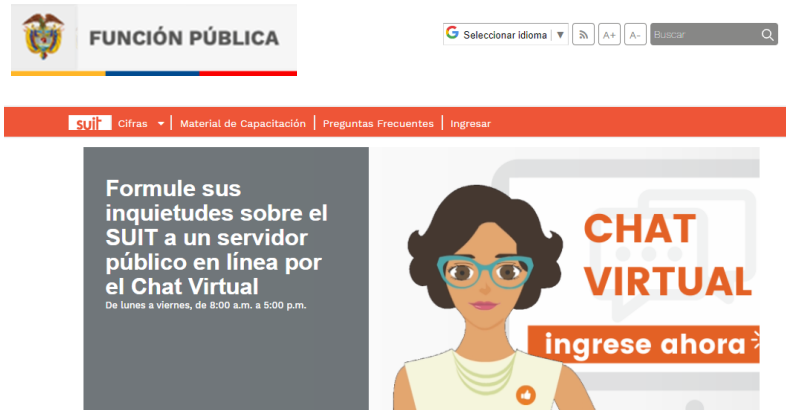 FUNCIÓN PÚBLICA
Seleccionar idioma
A+
A-
Buscar
suit Cifras Material de Capacitación Preguntas Frecuentes Ingresar
Formule sus
inquietudes sobre el
SUIT a un servidor
público en línea por
el Chat Virtual
De lunes a viernes, de 8:00 a.m. a 5:00 p.m.
CHAT
VIRTUAL
ingrese ahora